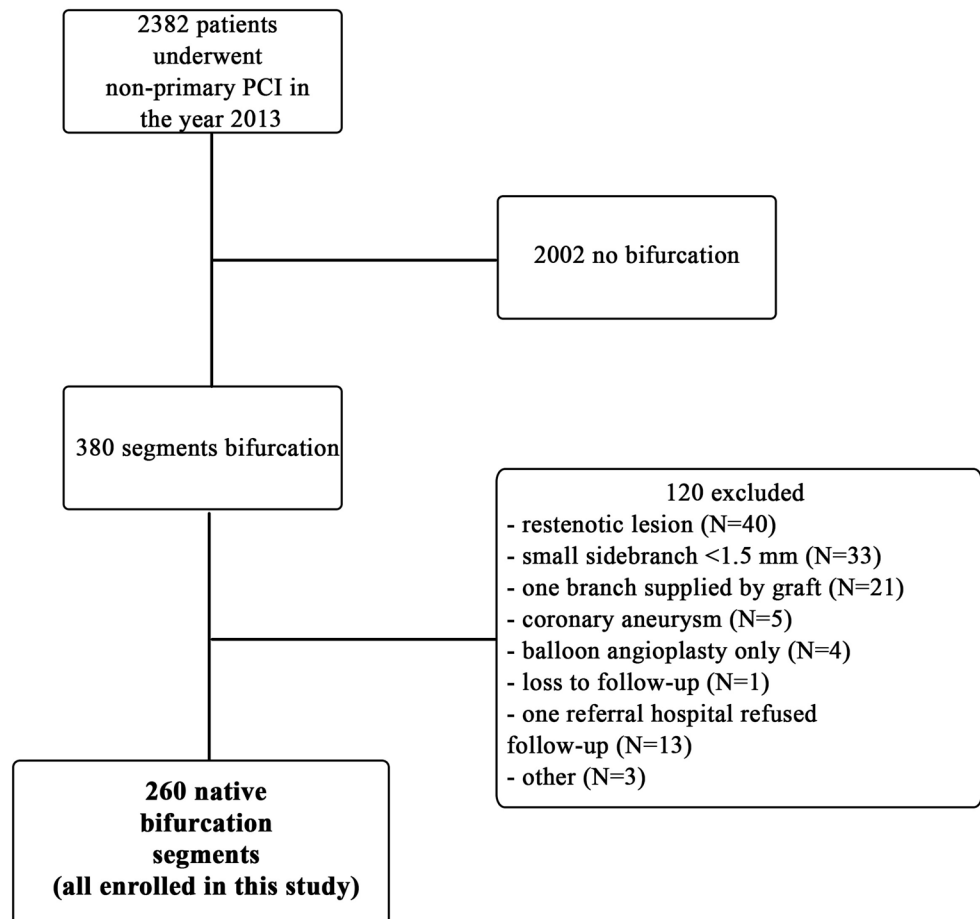 2382 patients
underwent
non-primary PCI in
the year 2013
2002 no bifurcation
380 segments bifurcation
120 excluded
- restenotic lesion (N=40)
- small sidebranch <1.5 mm (N=33)
- one branch supplied by graft (N=21)
- coronary aneurysm (N=5)
- balloon angioplasty only (N=4)
- loss to follow-up (N=1)
- one referral hospital refused
follow-up (N=13)
- other (N=3)
260 native
bifurcation
segments
(all enrolled in this study)